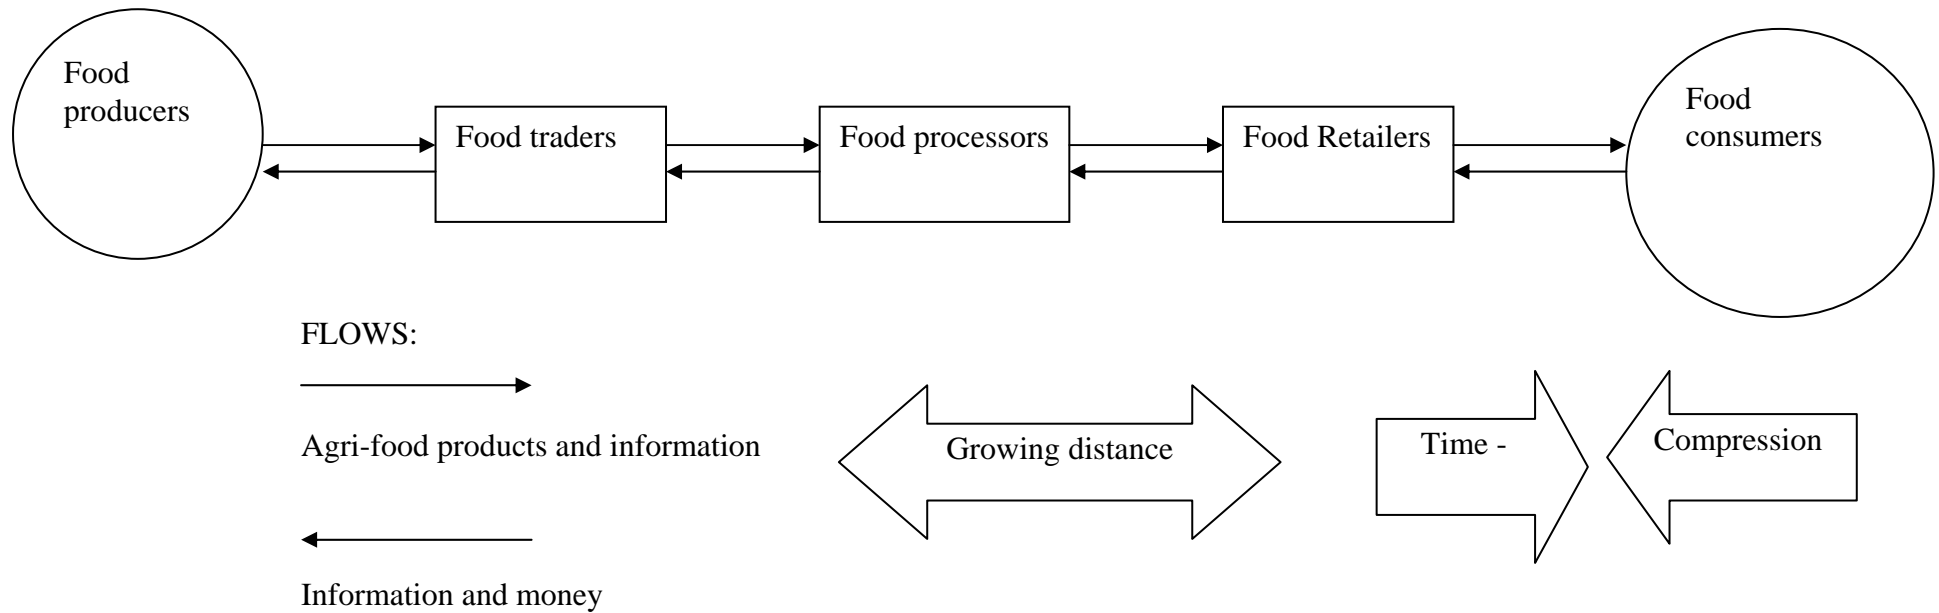 Food
producers
Food traders
Food processors
Food Retailers
Food
consumers
FLOWS:
Agri-food products and information
Growing distance
Time -
Compression
Information and money